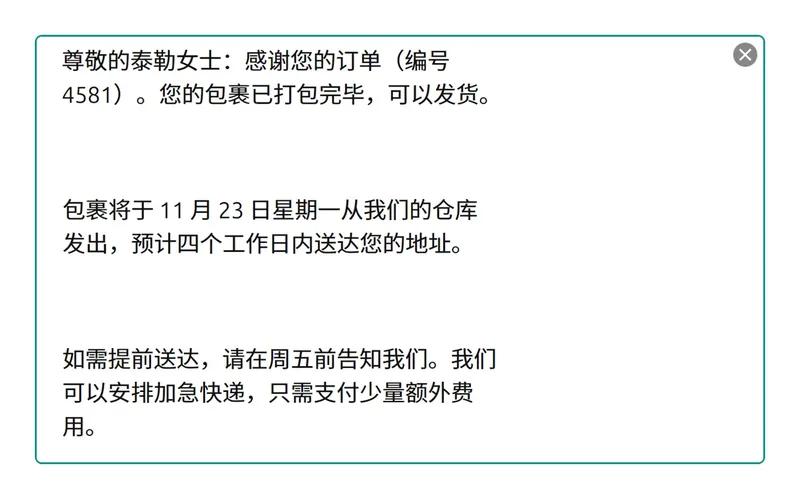 尊敬的泰勒女士：感谢您的订单（编号
4581）。您的包裹已打包完毕，可以发货。
包裹将于 11 月 23 日星期一从我们的仓库
发出，预计四个工作日内送达您的地址。
如需提前送达，请在周五前告知我们。我们
可以安排加急快递，只需支付少量额外费
用。